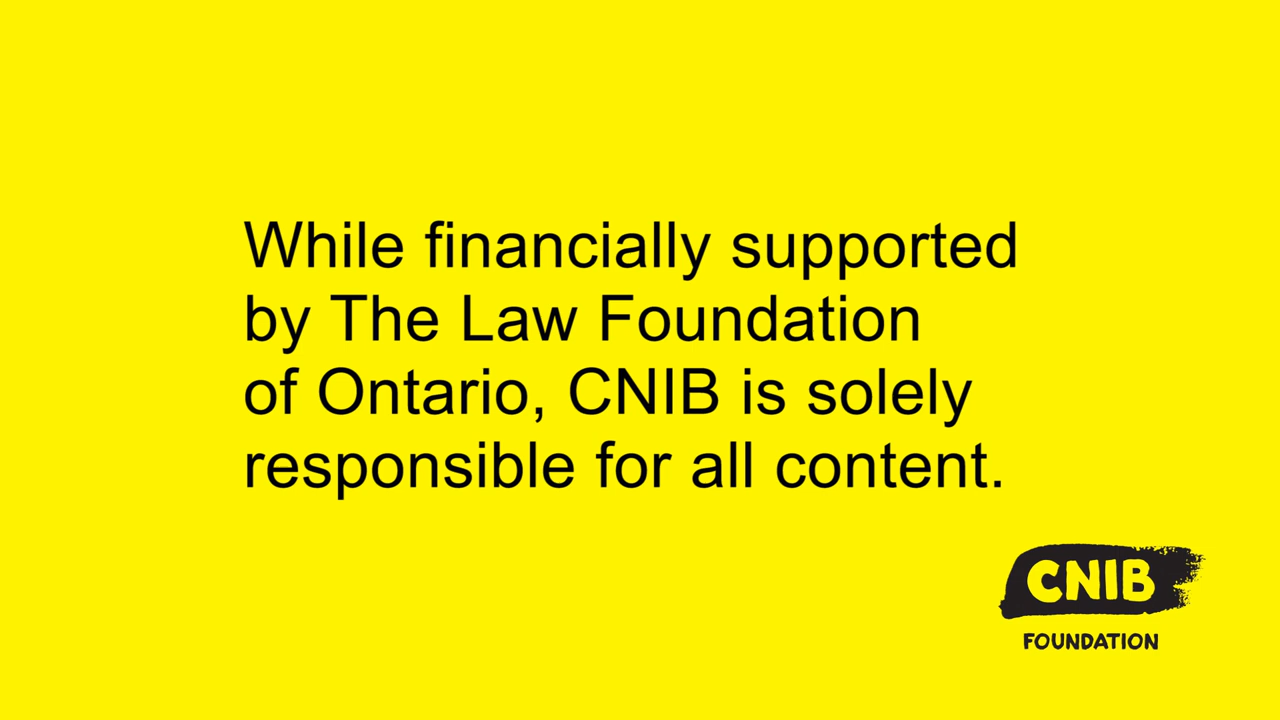 While financially supported
by The Law Foundation
of Ontario, CNIB is solely
responsible for all content.
CNIB
FOUNDATION